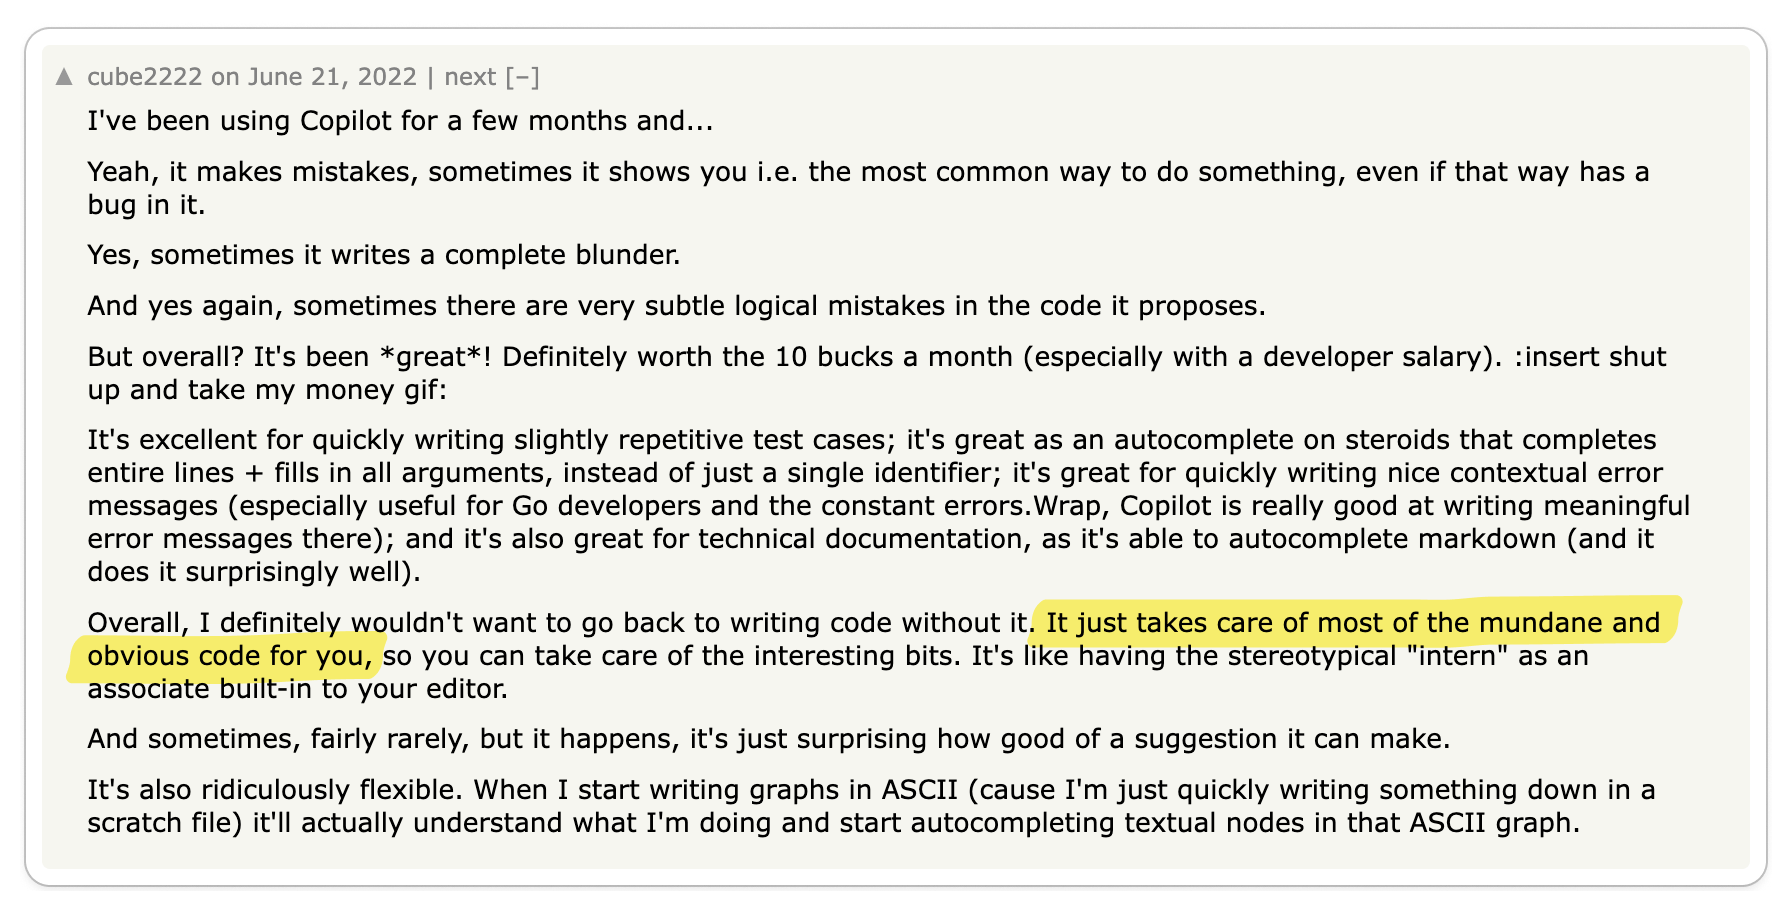 ▲ cube2222 on June 21, 2022 | next [–]
I've been using Copilot for a few months and...
Yeah, it makes mistakes, sometimes it shows you i.e. the most common way to do something, even if that way has a
bug in it.
Yes, sometimes it writes a complete blunder.
And yes again, sometimes there are very subtle logical mistakes in the code it proposes.
But overall? It's been *great*! Definitely worth the 10 bucks a month (especially with a developer salary). :insert shut
up and take my money gif:
It's excellent for quickly writing slightly repetitive test cases; it's great as an autocomplete on steroids that completes
entire lines + fills in all arguments, instead of just a single identifier; it's great for quickly writing nice contextual error
messages (especially useful for Go developers and the constant errors.Wrap, Copilot is really good at writing meaningful
error messages there); and it's also great for technical documentation, as it's able to autocomplete markdown (and it
does it surprisingly well).
Overall, I definitely wouldn't want to go back to writing code without it. It just takes care of most of the mundane and
obvious code for you, so you can take care of the interesting bits. It's like having the stereotypical "intern" as an
associate built-in to your editor.
And sometimes, fairly rarely, but it happens, it's just surprising how good of a suggestion it can make.
It's also ridiculously flexible. When I start writing graphs in ASCII (cause I'm just quickly writing something down in a
scratch file) it'll actually understand what I'm doing and start autocompleting textual nodes in that ASCII graph.